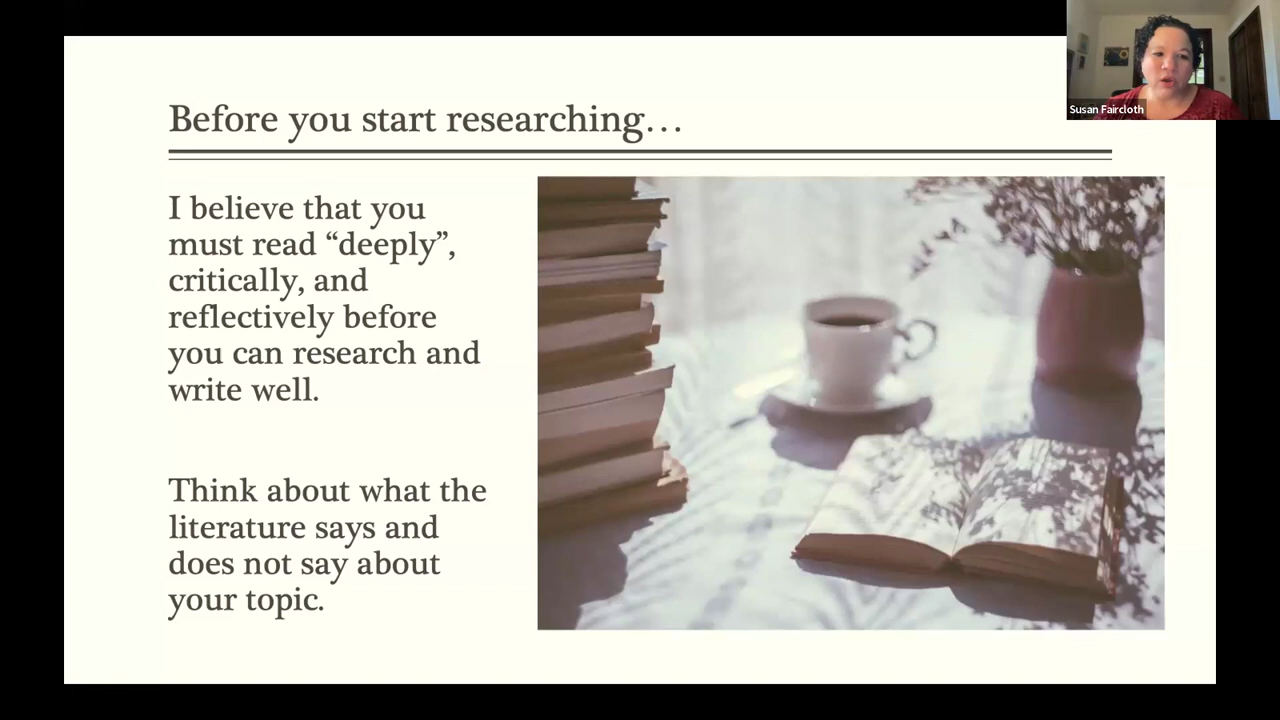 Before you start researching…
I believe that you
must read “deeply”,
critically, and
reflectively before
you can research and
write well.
Think about what the
literature says and
does not say about
your topic.
Susan Faircloth